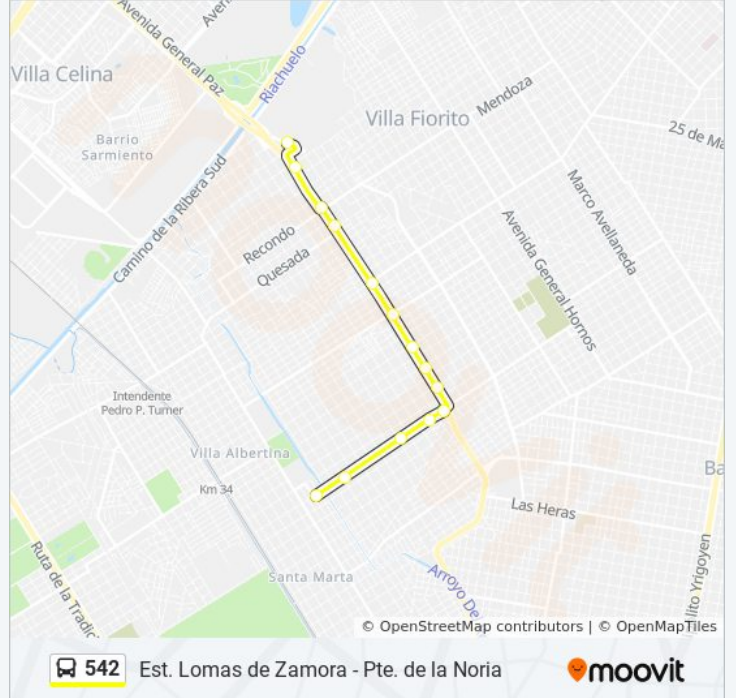 Avenida General Paz
Aven
Riachuelo
Villa Celina
Villa Fiorito
Mendoza
25 de Ma
Barrio
Sarmiento
Camino de la Ribera Sud
Marco Avellaneda
Avenida General Hornos
Recondo
Quesada
Intendente
Pedro P. Turner
Villa Albertina
Km 34
Ba
Las Heras
Ruta de la Tradic
Santa Marta
Arroyo De
lito Yrigoyen
© OpenStreetMap contributors | © OpenMapTiles
542 Est. Lomas de Zamora - Pte. de la Noria moovit